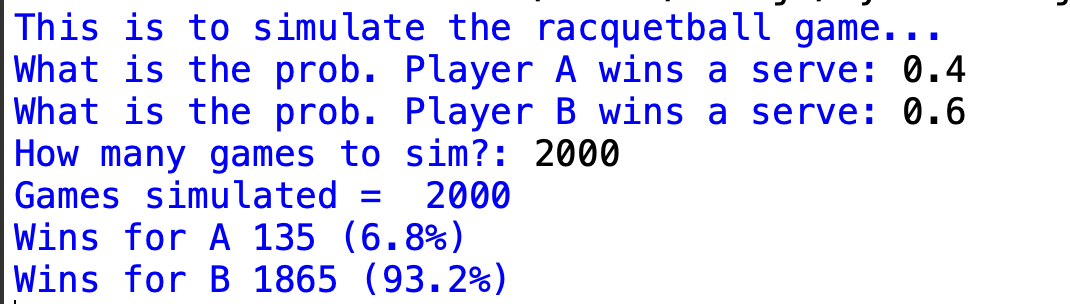 This is to simulate the racquetball game...
What is the prob. Player A wins a serve: 0.4
What is the prob. Player B wins a serve: 0.6
How many games to sim?: 2000
Games simulated =  2000
Wins for A 135 (6.8%)
Wins for B 1865 (93.2%)